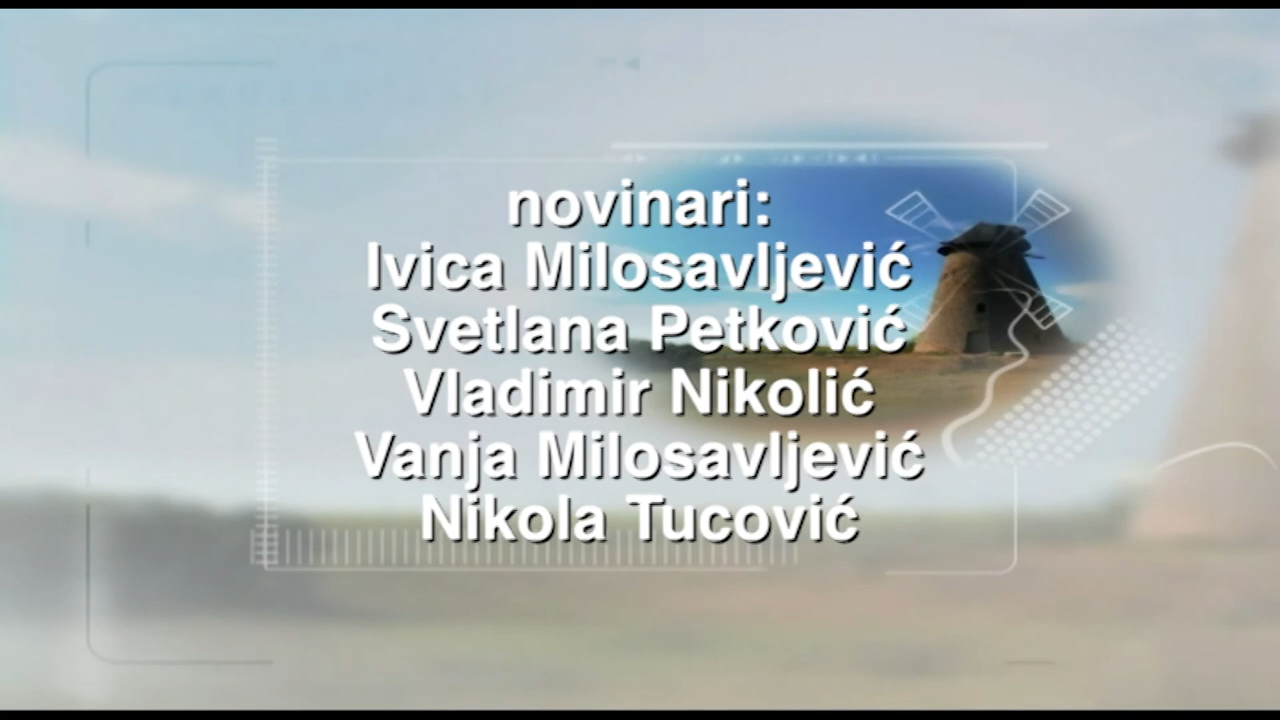 novinari:
Ivica Milosavljević
Svetlana Petković
Vladimir Nikolić
Vanja Milosavljević
Nikola Tucović